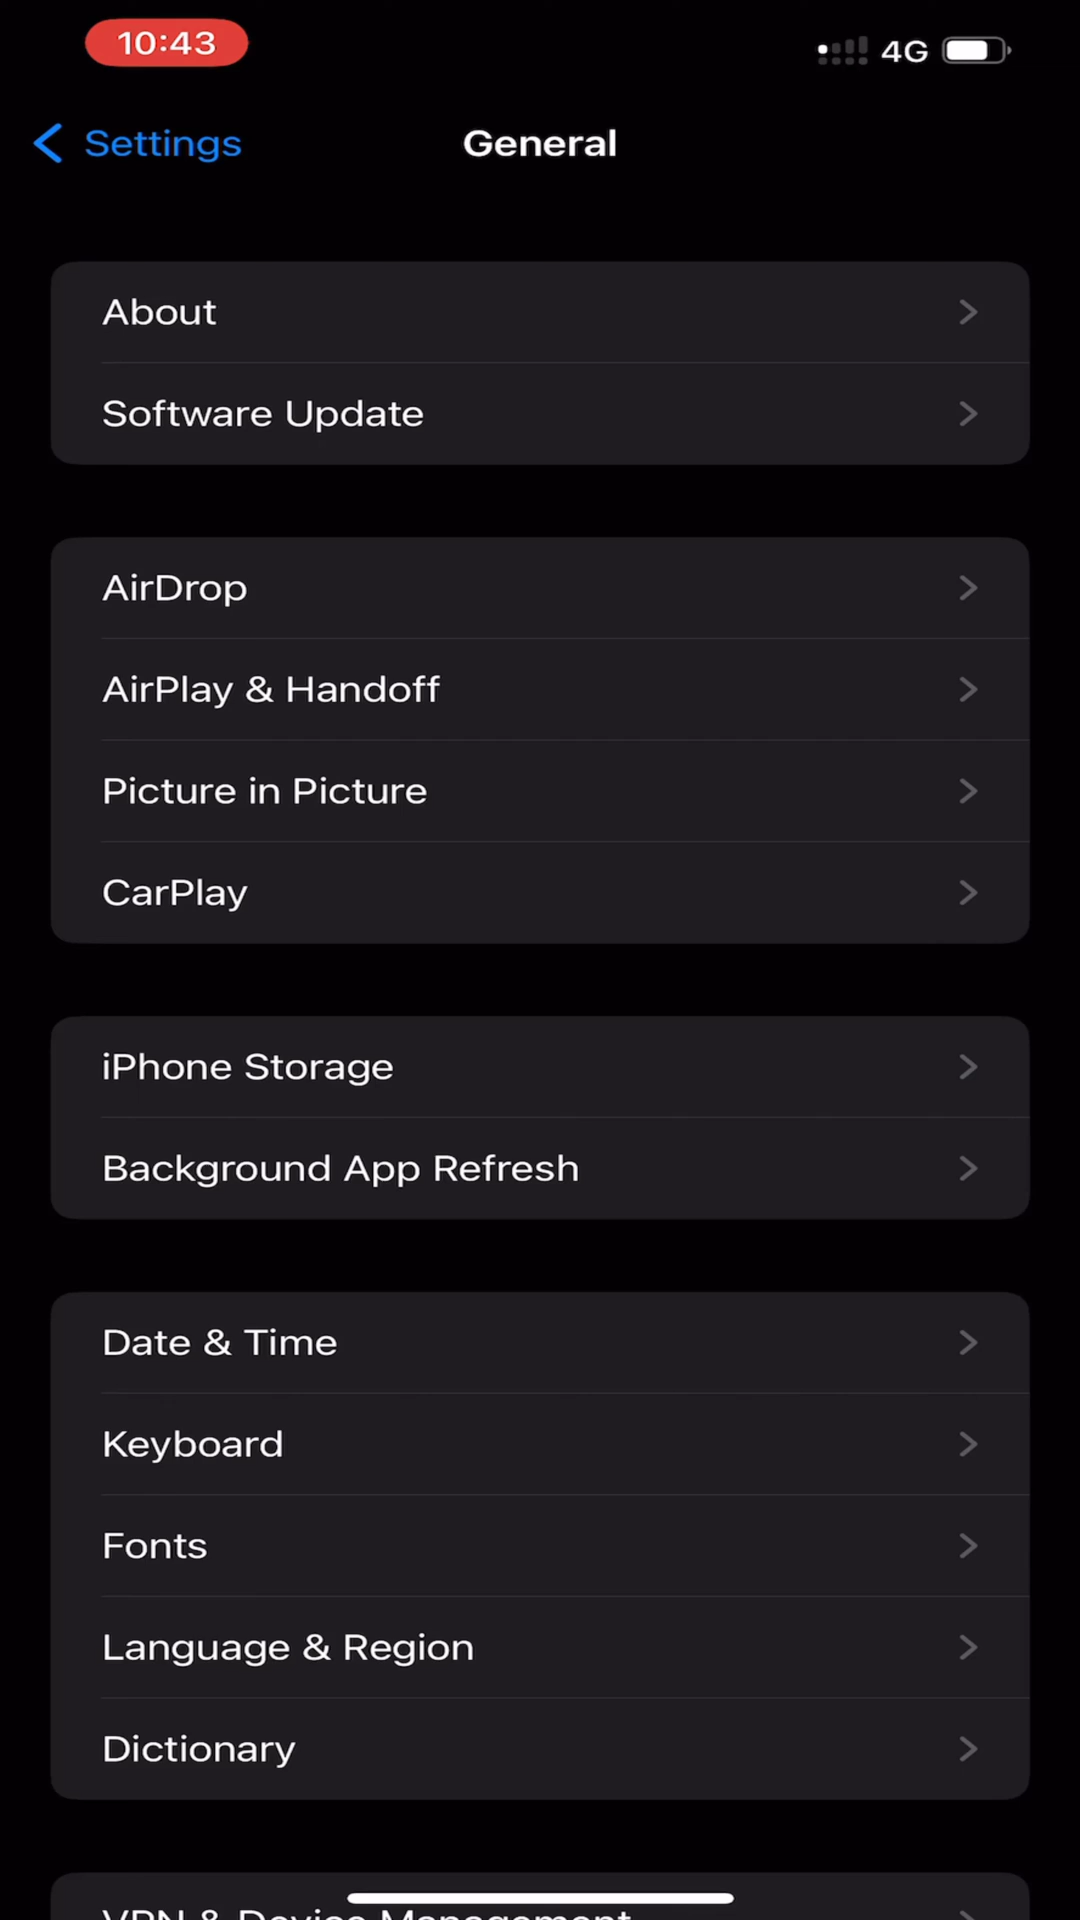 10:43
4G
Settings
General
About
Software Update
AirDrop
AirPlay & Handoff
Picture in Picture
CarPlay
iPhone Storage
Background App Refresh
Date & Time
Keyboard
Fonts
Language & Region
Dictionary
VPN & Device Management